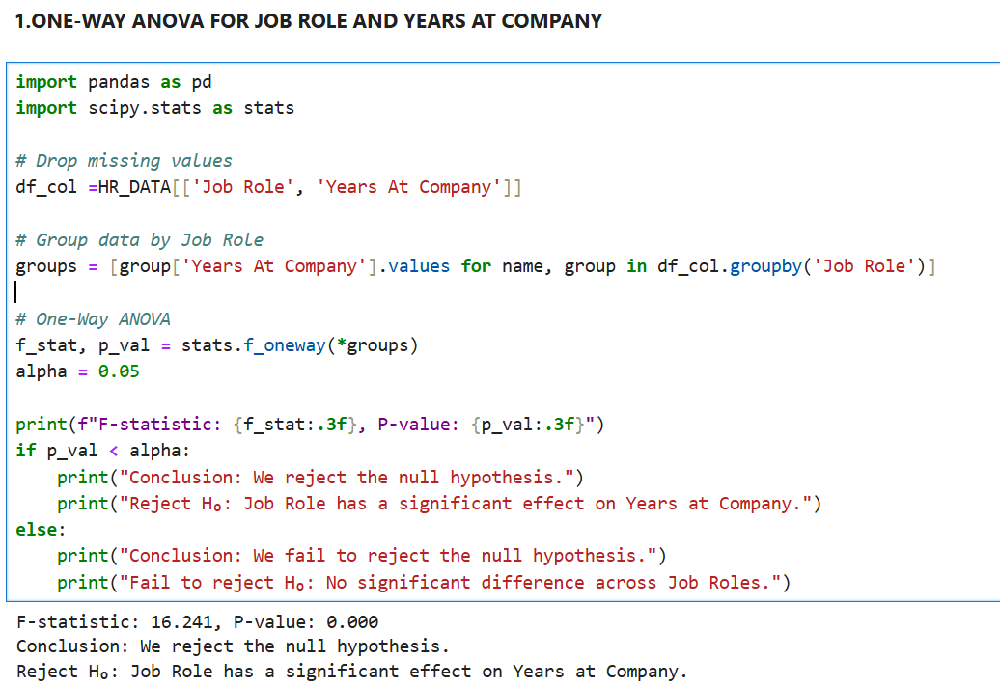 1.ONE-WAY ANOVA FOR JOB ROLE AND YEARS AT COMPANY
import pandas as pd
import scipy.stats as stats
# Drop missing values
df_col =HR_DATA[['Job Role', 'Years At Company']]
# Group data by Job Role
groups = [group['Years At Company'].values for name, group in df_col.groupby('Job Role')]
# One-Way ANOVA
f_stat, p_val = stats.f_oneway(*groups)
alpha = 0.05
print(f"F-statistic: {f_stat:.3f}, P-value: {p_val:.3f}")
if p_val < alpha:
    print("Conclusion: We reject the null hypothesis.")
    print("Reject H₀: Job Role has a significant effect on Years at Company.")
else:
    print("Conclusion: We fail to reject the null hypothesis.")
    print("Fail to reject H₀: No significant difference across Job Roles.")
F-statistic: 16.241, P-value: 0.000
Conclusion: We reject the null hypothesis.
Reject H₀: Job Role has a significant effect on Years at Company.